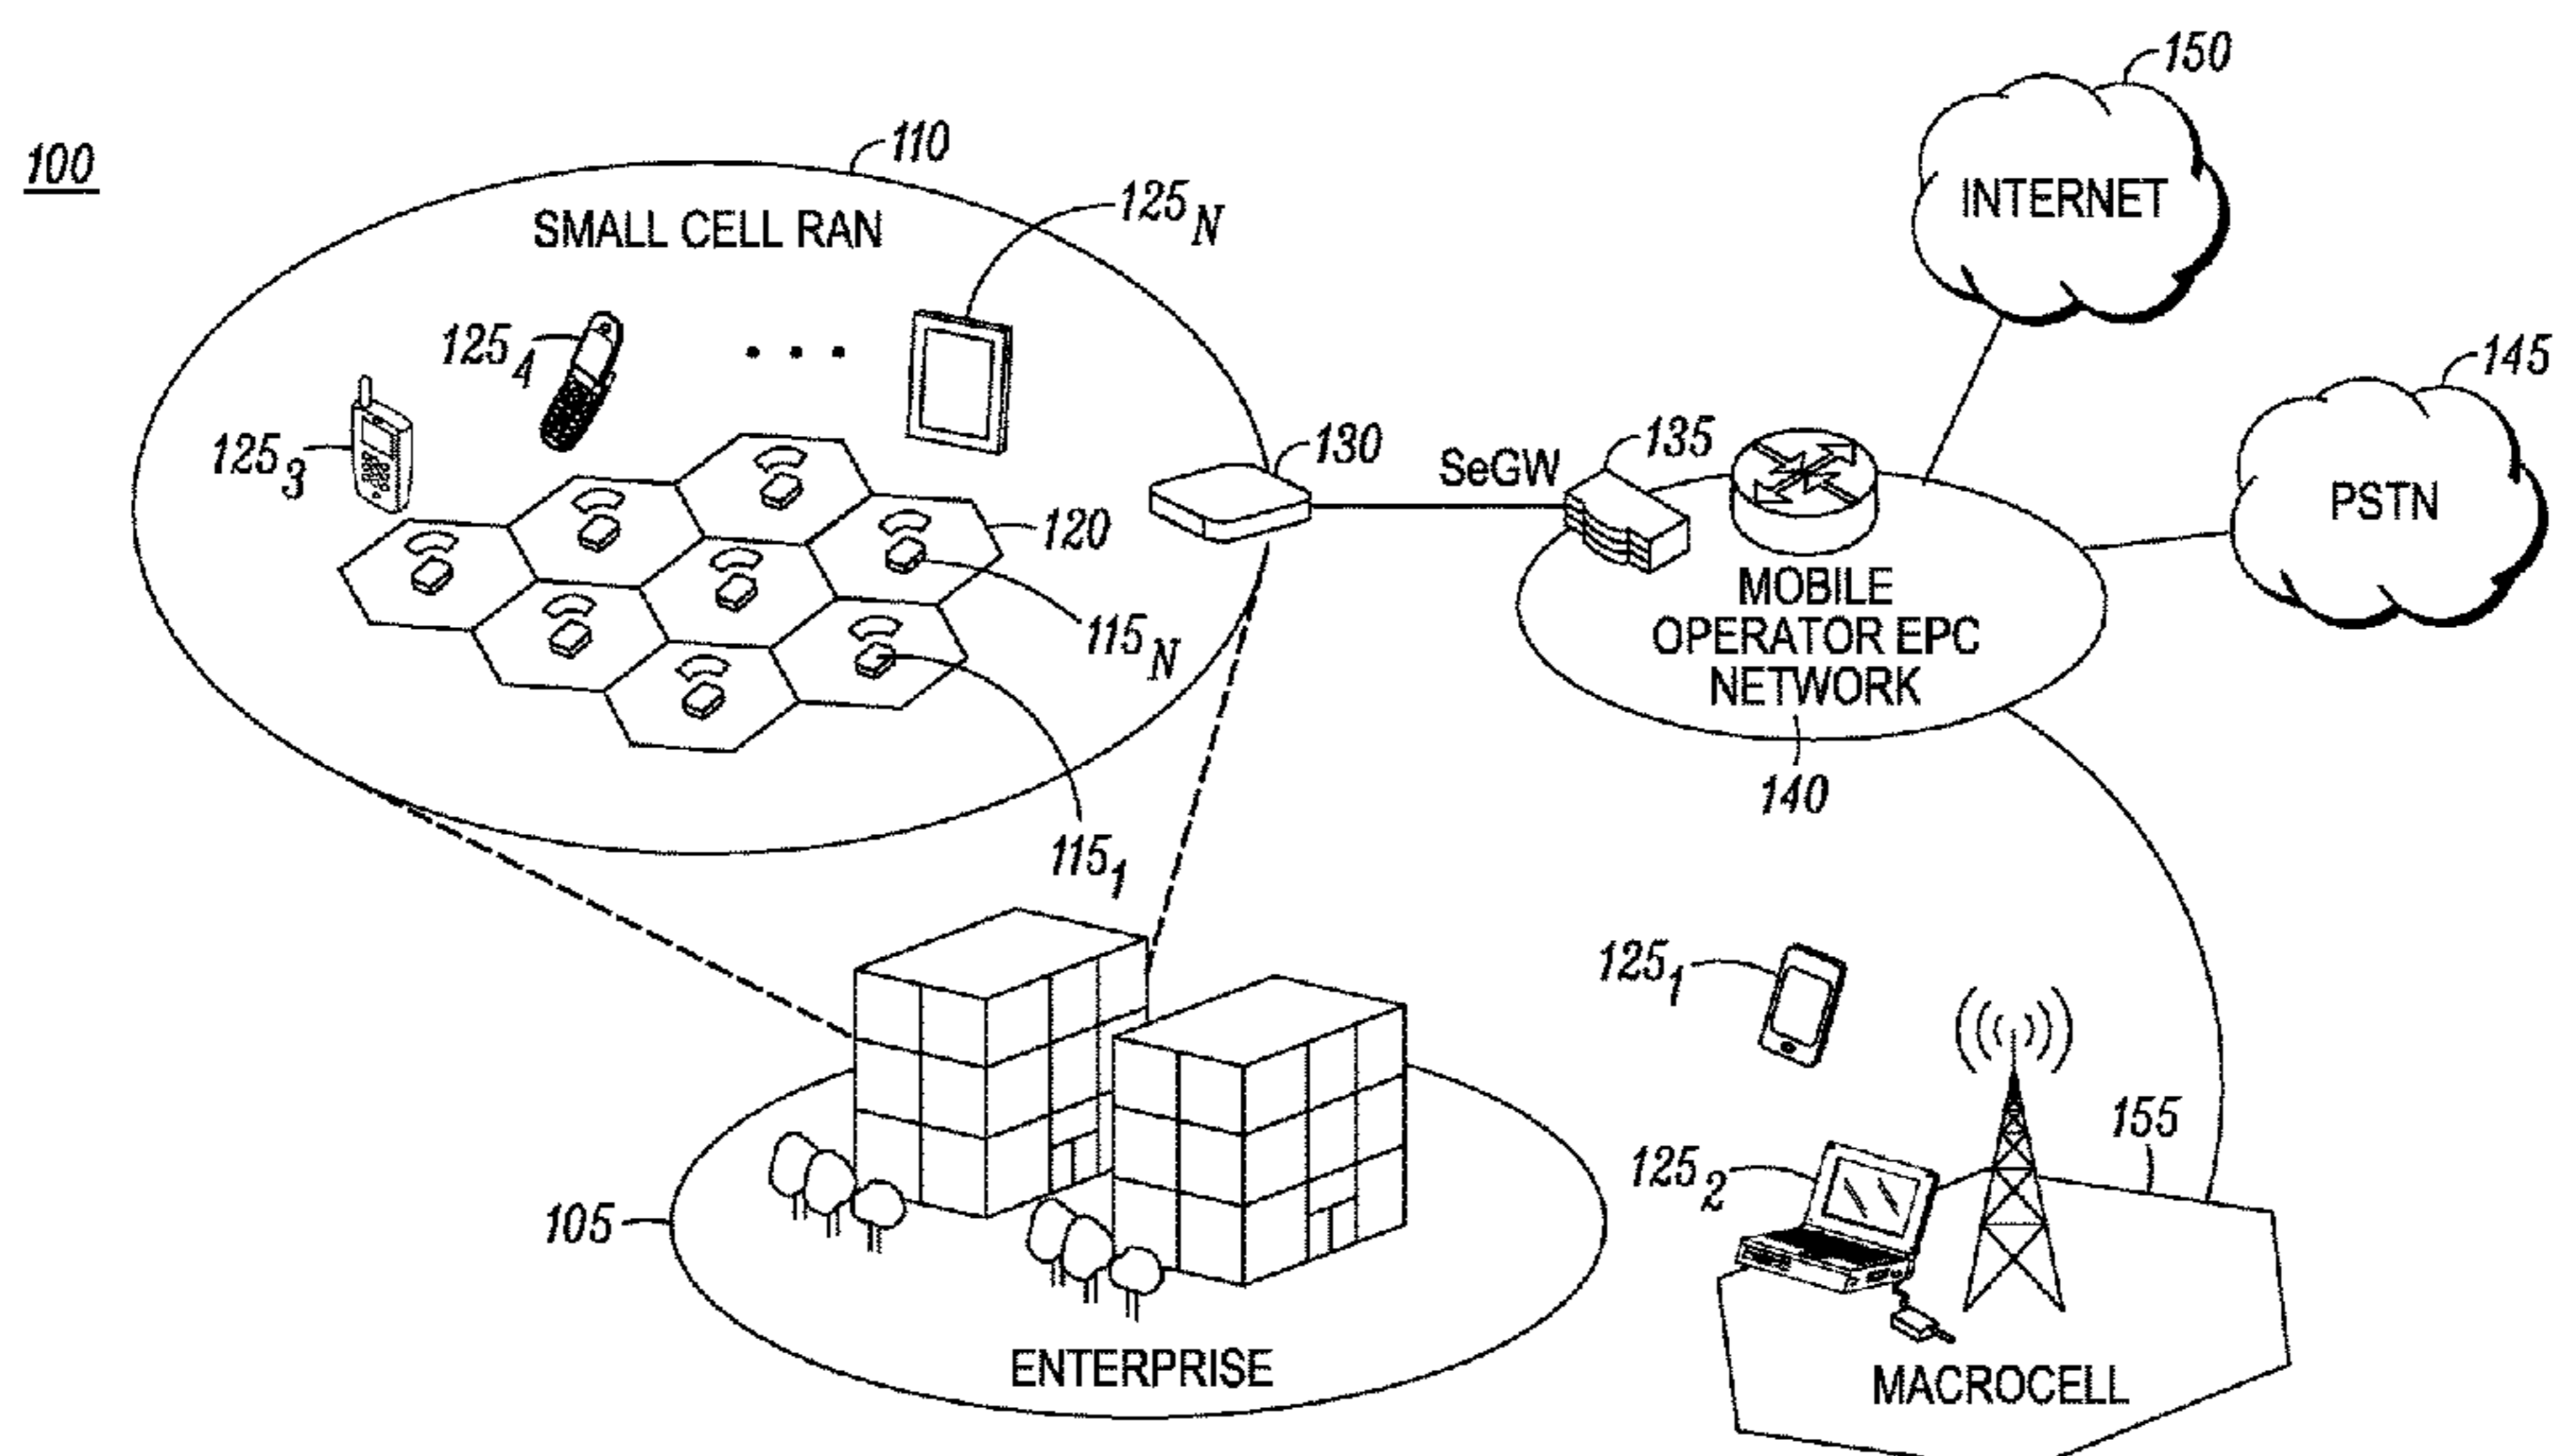 100
110
SMALL CELL RAN
125N
1254
1253
120
115N
1151
130
SeGW
135
MOBILE
OPERATOR EPC
NETWORK
140
150
INTERNET
145
PSTN
105
ENTERPRISE
1251
1252
155
MACROCELL